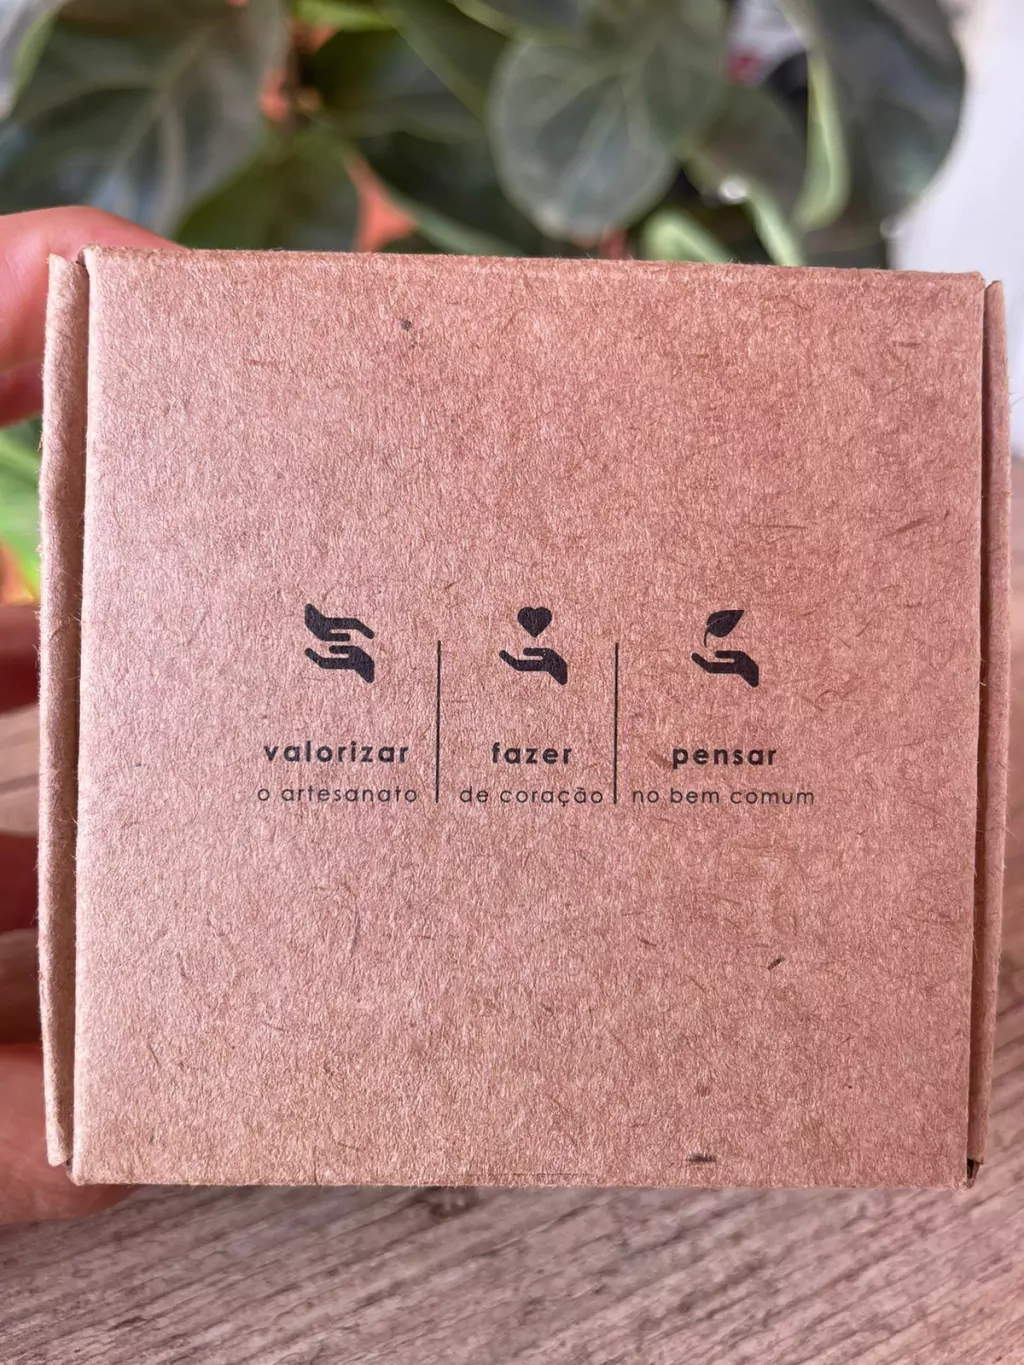 valorizar
o artesanato
fazer
de coração
pensar
no bem comum